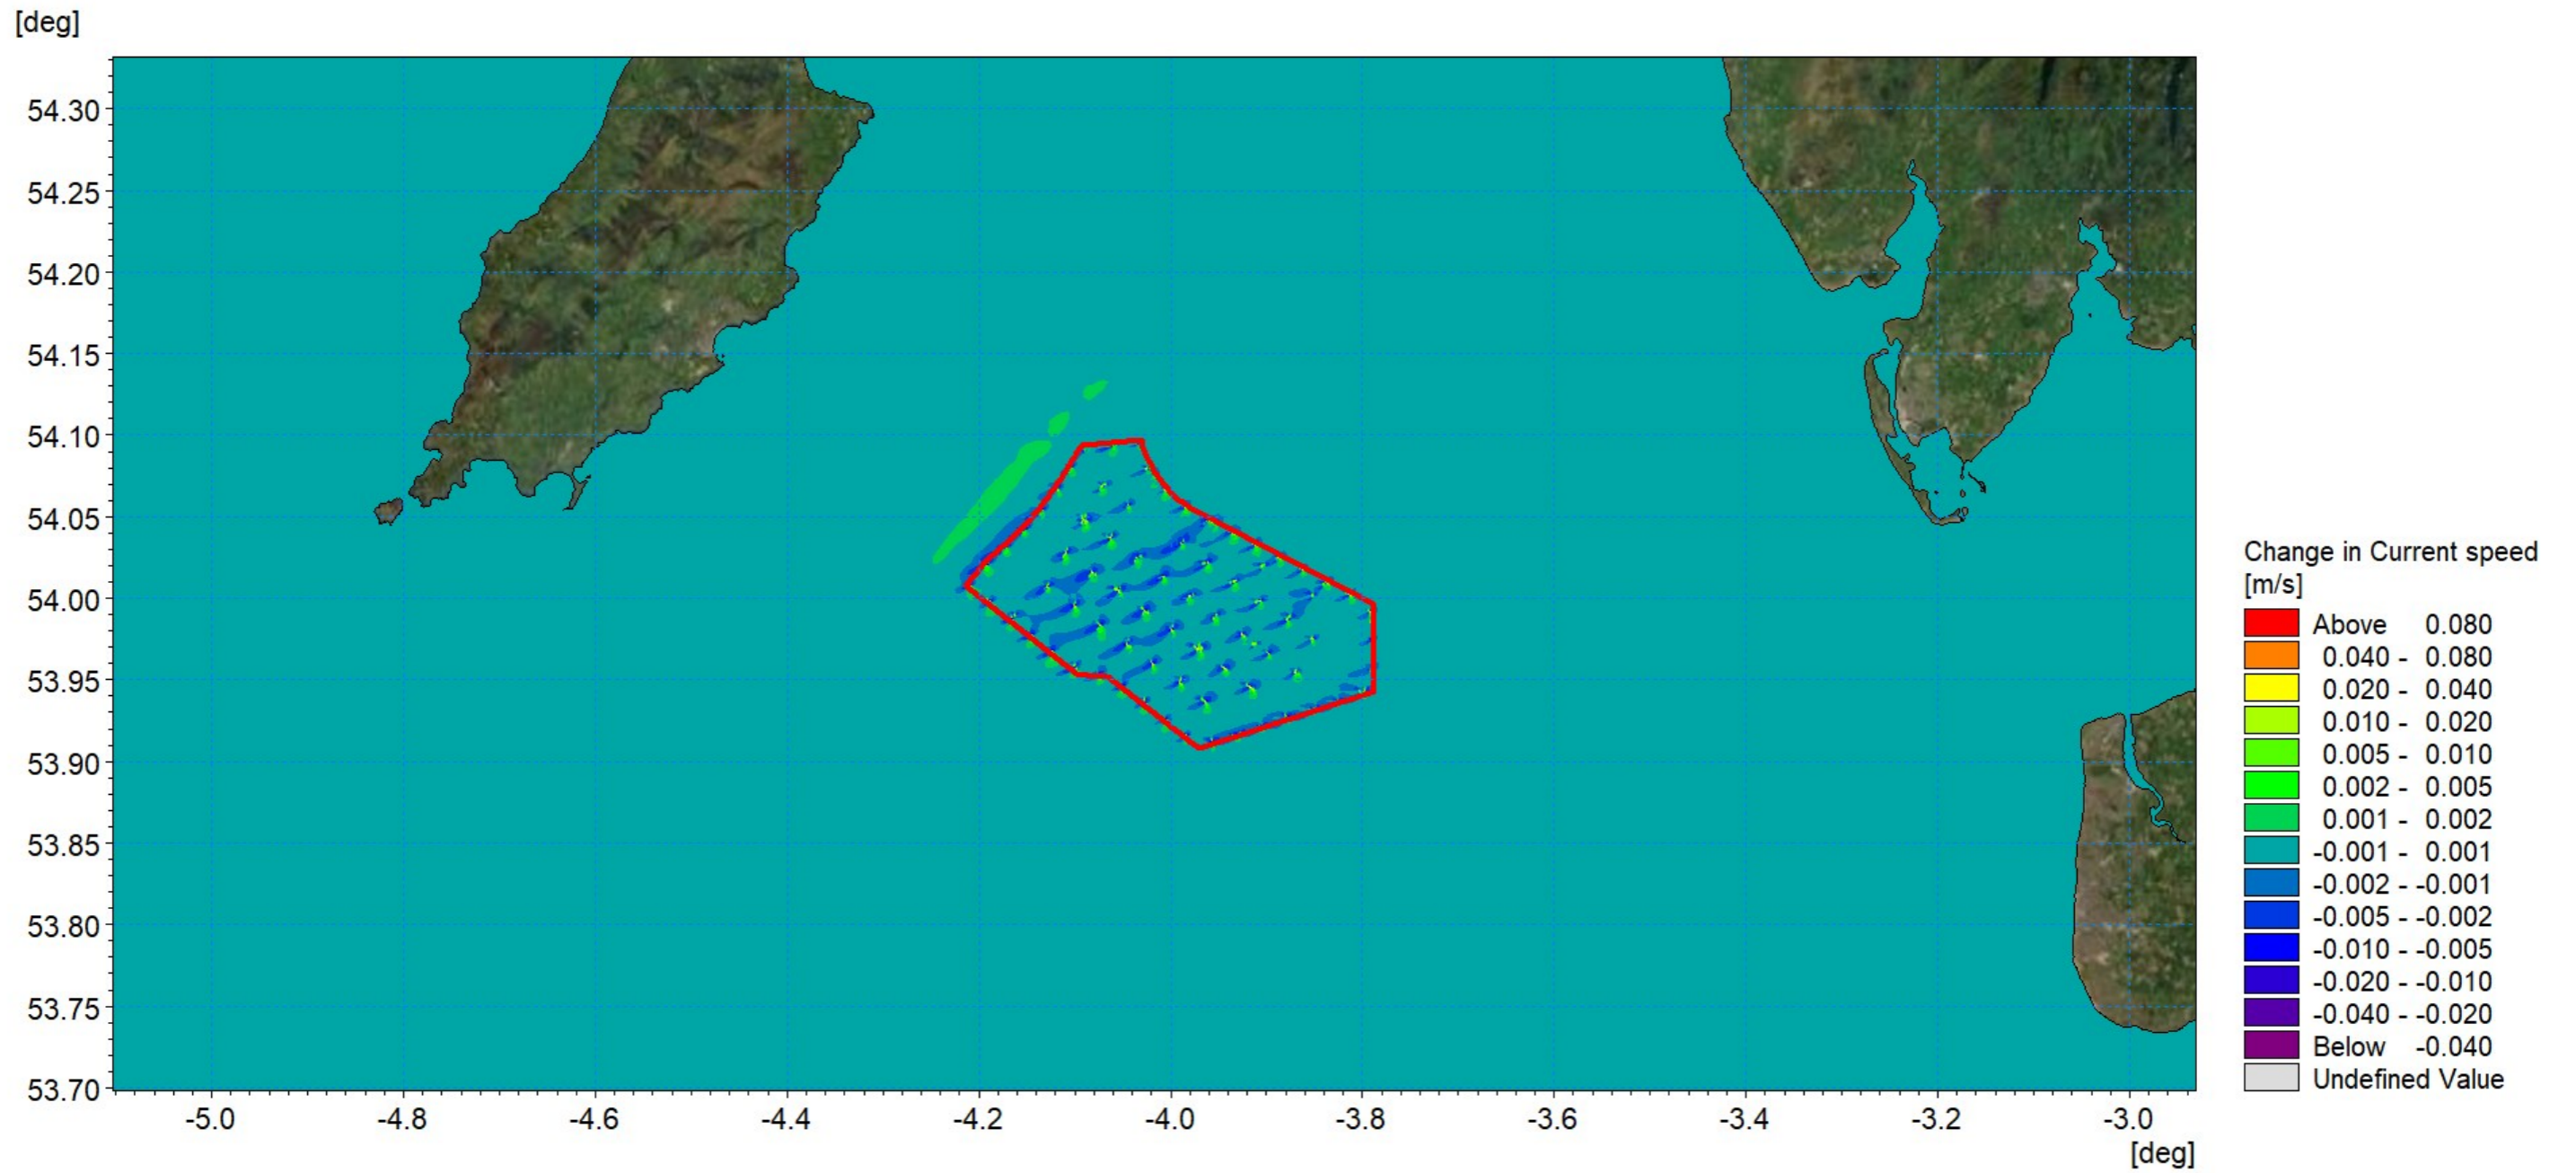 [deg]
54.30
54.25
54.20
54.15
54.10
54.05
54.00
53.95
53.90
53.85
53.80
53.75
53.70
-5.0 -4.8 -4.6 -4.4 -4.2 -4.0 -3.8 -3.6 -3.4 -3.2 -3.0
[deg]
Change in Current speed
[m/s]
Above 0.080
0.040 - 0.080
0.020 - 0.040
0.010 - 0.020
0.005 - 0.010
0.002 - 0.005
0.001 - 0.002
-0.001 - 0.001
-0.002 - -0.001
-0.005 - -0.002
-0.010 - -0.005
-0.020 - -0.010
-0.040 - -0.020
Below -0.040
Undefined Value